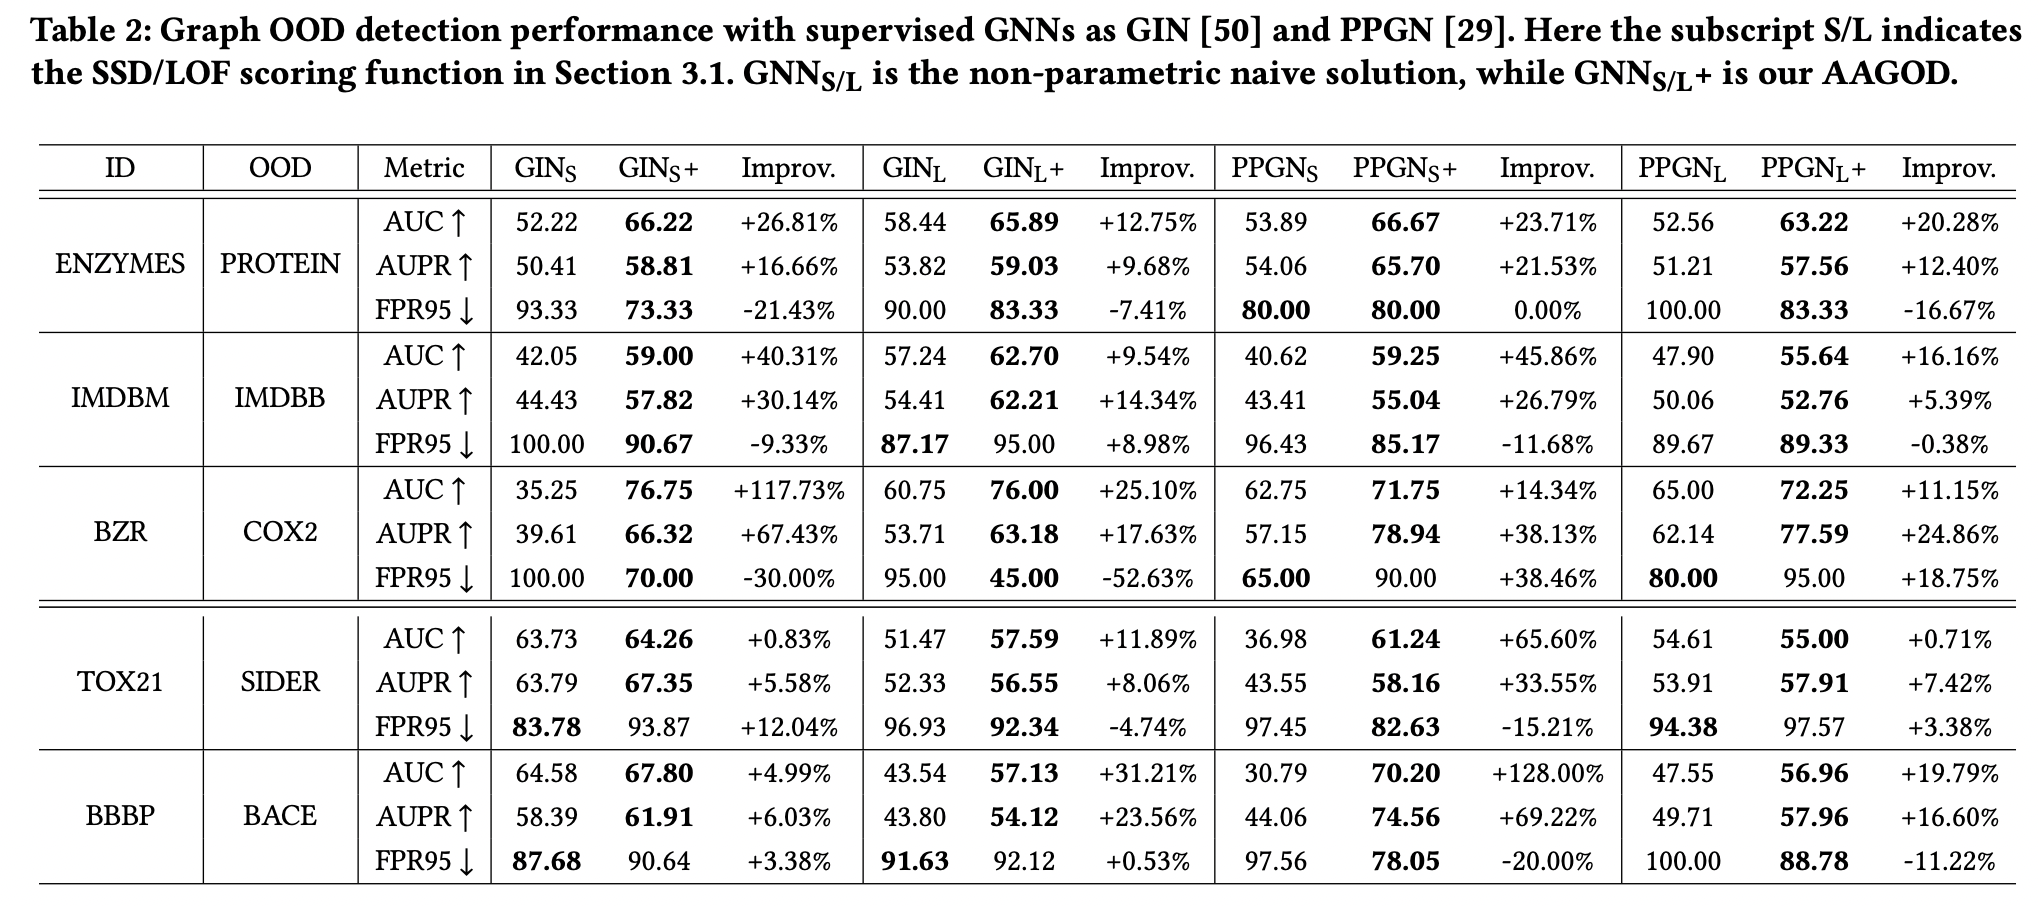 Table 2: Graph OOD detection performance with supervised GNNs as GIN [50] and PPGN [29]. Here the subscript S/L indicates
the SSD/LOF scoring function in Section 3.1. GNNS/L is the non-parametric naive solution, while GNNS/L+ is our AAGOD.
ID OOD Metric GINS GINS+ Improv. GINL GINL+ Improv. PPGNS PPGNS+ Improv. PPGNL PPGNL+ Improv.
AUC ↑ 52.22 66.22 +26.81% 58.44 65.89 +12.75% 53.89 66.67 +23.71% 52.56 63.22 +20.28%
ENZYMES PROTEIN AUPR ↑ 50.41 58.81 +16.66% 53.82 59.03 +9.68% 54.06 65.70 +21.53% 51.21 57.56 +12.40%
FPR95 ↓ 93.33 73.33 -21.43% 90.00 83.33 -7.41% 80.00 80.00 0.00% 100.00 83.33 -16.67%
AUC ↑ 42.05 59.00 +40.31% 57.24 62.70 +9.54% 40.62 59.25 +45.86% 47.90 55.64 +16.16%
IMDBM IMDBB AUPR ↑ 44.43 57.82 +30.14% 54.41 62.21 +14.34% 43.41 55.04 +26.79% 50.06 52.76 +5.39%
FPR95 ↓ 100.00 90.67 -9.33% 87.17 95.00 +8.98% 96.43 85.17 -11.68% 89.67 89.33 -0.38%
AUC ↑ 35.25 76.75 +117.73% 60.75 76.00 +25.10% 62.75 71.75 +14.34% 65.00 72.25 +11.15%
BZR COX2 AUPR ↑ 39.61 66.32 +67.43% 53.71 63.18 +17.63% 57.15 78.94 +38.13% 62.14 77.59 +24.86%
FPR95 ↓ 100.00 70.00 -30.00% 95.00 45.00 -52.63% 65.00 90.00 +38.46% 80.00 95.00 +18.75%
AUC ↑ 63.73 64.26 +0.83% 51.47 57.59 +11.89% 36.98 61.24 +65.60% 54.61 55.00 +0.71%
TOX21 SIDER AUPR ↑ 63.79 67.35 +5.58% 52.33 56.55 +8.06% 43.55 58.16 +33.55% 53.91 57.91 +7.42%
FPR95 ↓ 83.78 93.87 +12.04% 96.93 92.34 -4.74% 97.45 82.63 -15.21% 94.38 97.57 +3.38%
AUC ↑ 64.58 67.80 +4.99% 43.54 57.13 +31.21% 30.79 70.20 +128.00% 47.55 56.96 +19.79%
BBBP BACE AUPR ↑ 58.39 61.91 +6.03% 43.80 54.12 +23.56% 44.06 74.56 +69.22% 49.71 57.96 +16.60%
FPR95 ↓ 87.68 90.64 +3.38% 91.63 92.12 +0.53% 97.56 78.05 -20.00% 100.00 88.78 -11.22%